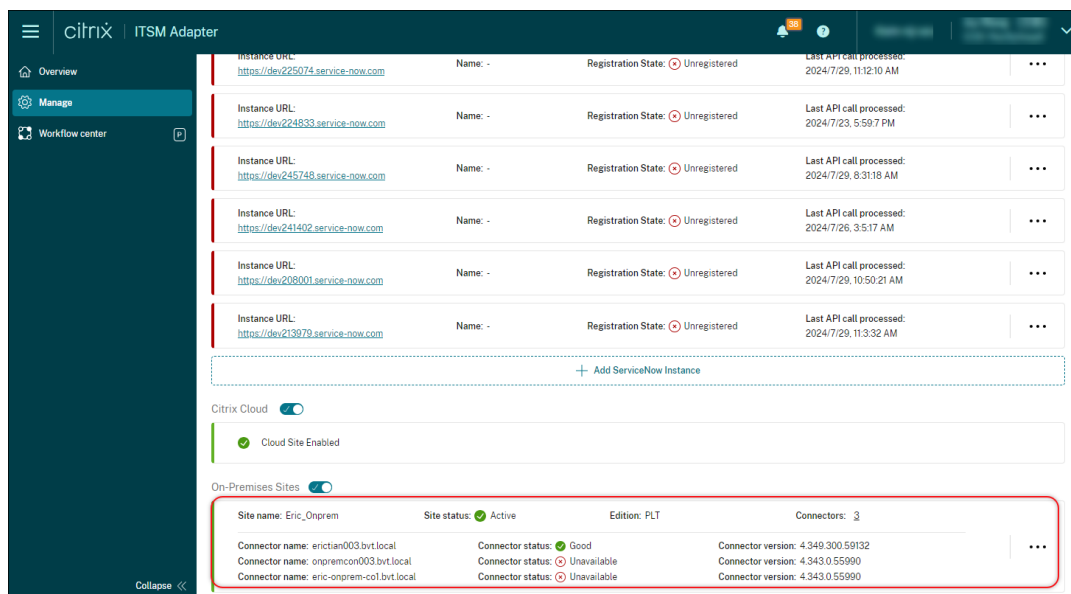 citrix | ITSM Adapter
38
?
Overview
Manage
Workflow center P
Collapse
Instance URL: Name: - Registration State: Unregistered Last API call processed:
https://dev225074.service-now.com 2024/7/29, 11:12:10 AM
Instance URL: Name: - Registration State: Unregistered Last API call processed:
https://dev224833.service-now.com 2024/7/23, 5:59:7 PM
Instance URL: Name: - Registration State: Unregistered Last API call processed:
https://dev245748.service-now.com 2024/7/29, 8:31:18 AM
Instance URL: Name: - Registration State: Unregistered Last API call processed:
https://dev241402.service-now.com 2024/7/26, 3:5:17 AM
Instance URL: Name: - Registration State: Unregistered Last API call processed:
https://dev208001.service-now.com 2024/7/29, 10:50:21 AM
Instance URL: Name: - Registration State: Unregistered Last API call processed:
https://dev213979.service-now.com 2024/7/29, 11:3:32 AM
Add ServiceNow Instance
Citrix Cloud
Cloud Site Enabled
On-Premises Sites
Site name: Eric_Onprem Site status: Active Edition: PLT Connectors: 3
Connector name: erictian003.bvt.local Connector status: Good Connector version: 4.349.300.59132
Connector name: onpremcon003.bvt.local Connector status: Unavailable Connector version: 4.343.0.55990
Connector name: eric-onprem-co1.bvt.local Connector status: Unavailable Connector version: 4.343.0.55990